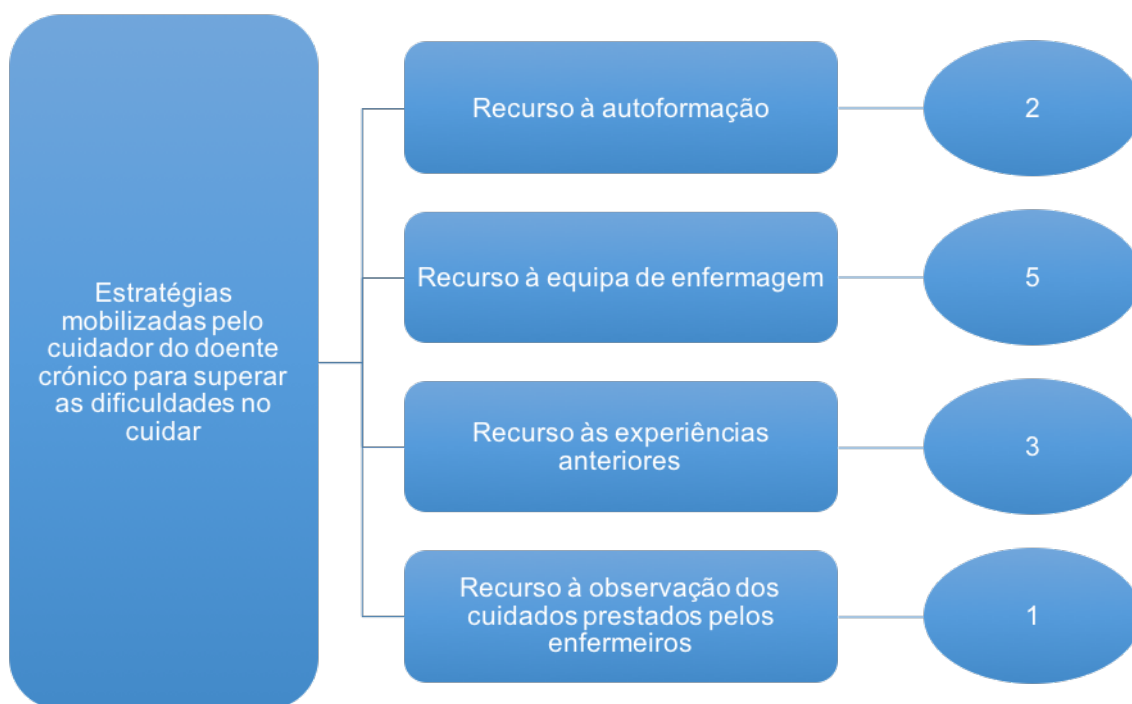 Estratégias
mobilizadas pelo
cuidador do doente
crónico para superar
as dificuldades no
cuidar
Recurso à autoformação
2
Recurso à equipa de enfermagem
5
Recurso às experiências
anteriores
3
Recurso à observação dos
cuidados prestados pelos
enfermeiros
1